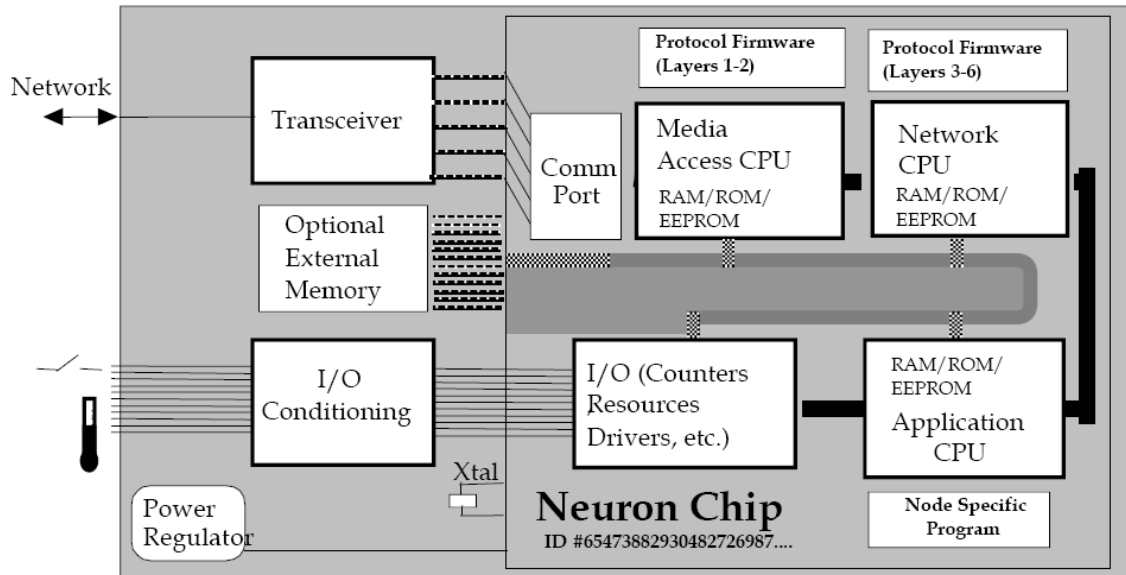 Network
Transceiver
Optional
External
Memory
I/O
Conditioning
Power
Regulator
Xtal
Protocol Firmware
(Layers 1-2)
Protocol Firmware
(Layers 3-6)
Comm
Port
Media
Access CPU
RAM/ROM/
EEPROM
Network
CPU
RAM/ROM/
EEPROM
I/O (Counters
Resources
Drivers, etc.)
RAM/ROM/
EEPROM
Application
CPU
Neuron Chip
ID #65473882930482726987....
Node Specific
Program